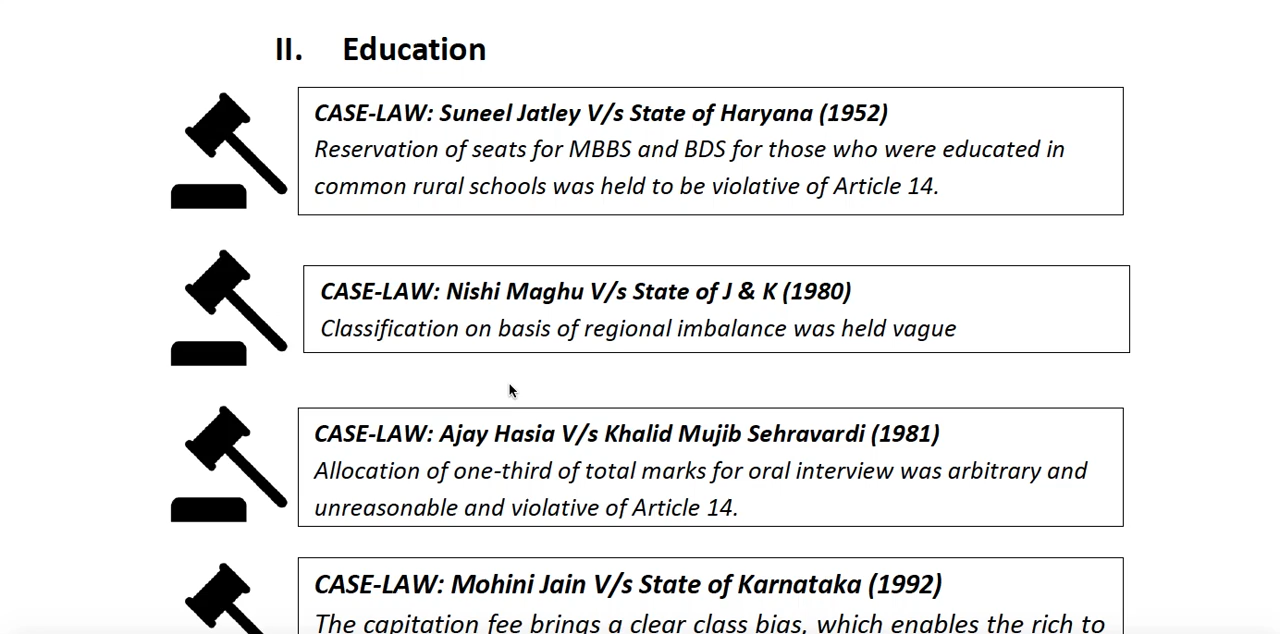 II. Education
CASE-LAW: Suneel Jatley V/s State of Haryana (1952)
Reservation of seats for MBBS and BDS for those who were educated in
common rural schools was held to be violative of Article 14.
CASE-LAW: Nishi Maghu V/s State of J & K (1980)
Classification on basis of regional imbalance was held vague
CASE-LAW: Ajay Hasia V/s Khalid Mujib Sehravardi (1981)
Allocation of one-third of total marks for oral interview was arbitrary and
unreasonable and violative of Article 14.
CASE-LAW: Mohini Jain V/s State of Karnataka (1992)
The capitation fee brings a clear class bias, which enables the rich to